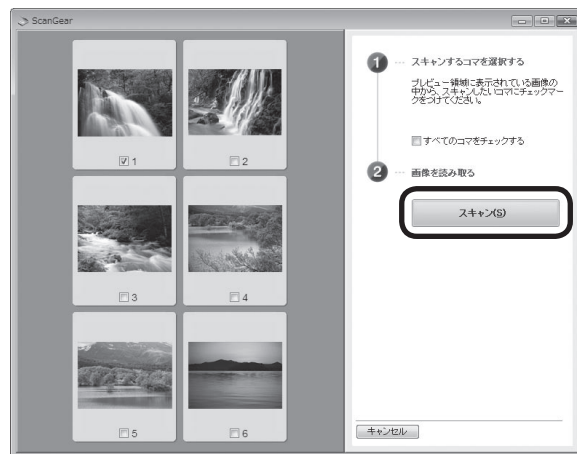 ScanGear
1
2
3
4
5
6
1 … スキャンするコマを選択する
プレビュー領域に表示されている画像の
中から、スキャンしたいコマにチェックマー
クをつけてください。
すべてのコマをチェックする
2 … 画像を読み取る
スキャン(S)
キャンセル